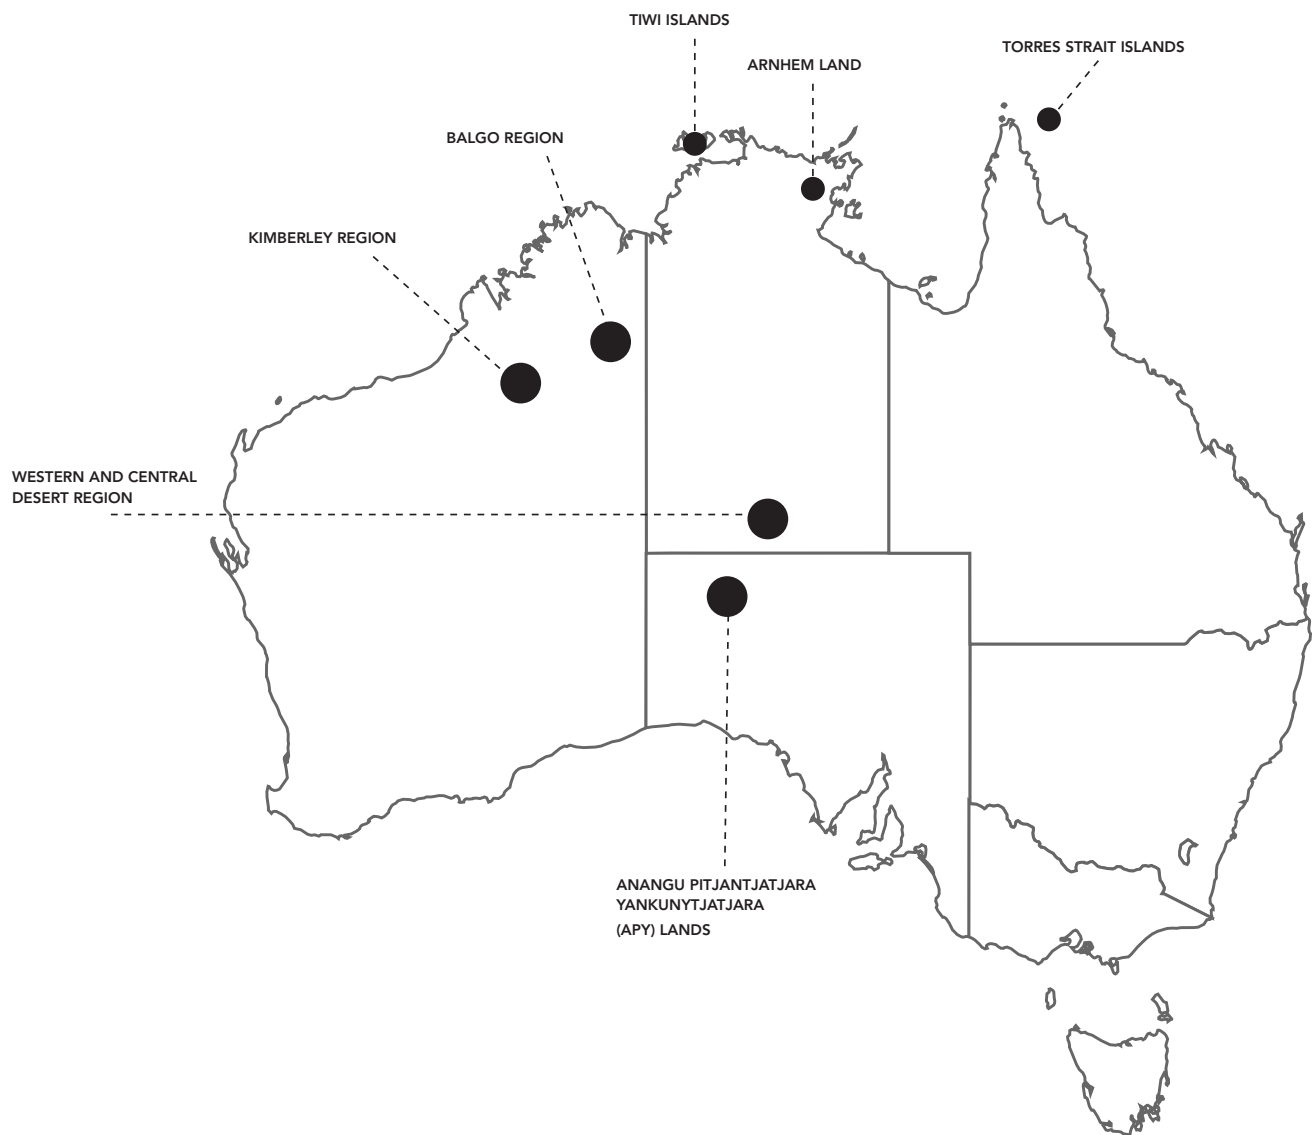 TIWI ISLANDS
TORRES STRAIT ISLANDS
ARNHEM LAND
BALGO REGION
KIMBERLEY REGION
WESTERN AND CENTRAL
DESERT REGION
ANANGU PITJANTJATJARA
YANKUNYTJATJARA
(APY) LANDS